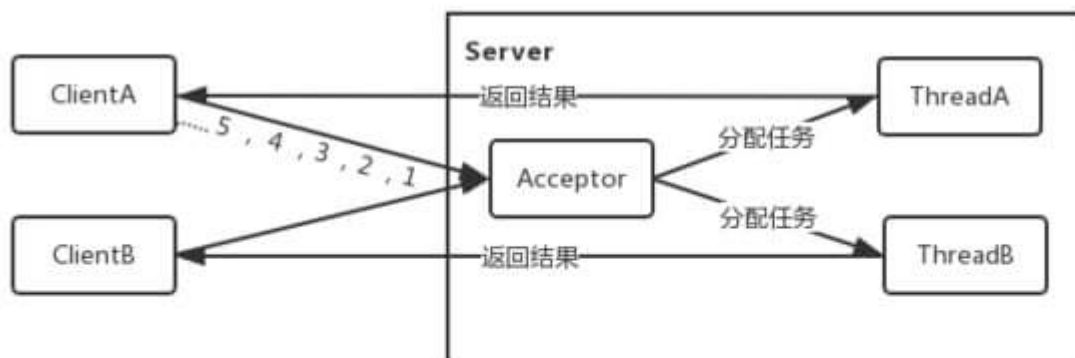 Server
ClientA
返回结果
ThreadA
...... 5 , 4 , 3 , 2 , 1
分配任务
Acceptor
分配任务
ClientB
返回结果
ThreadB